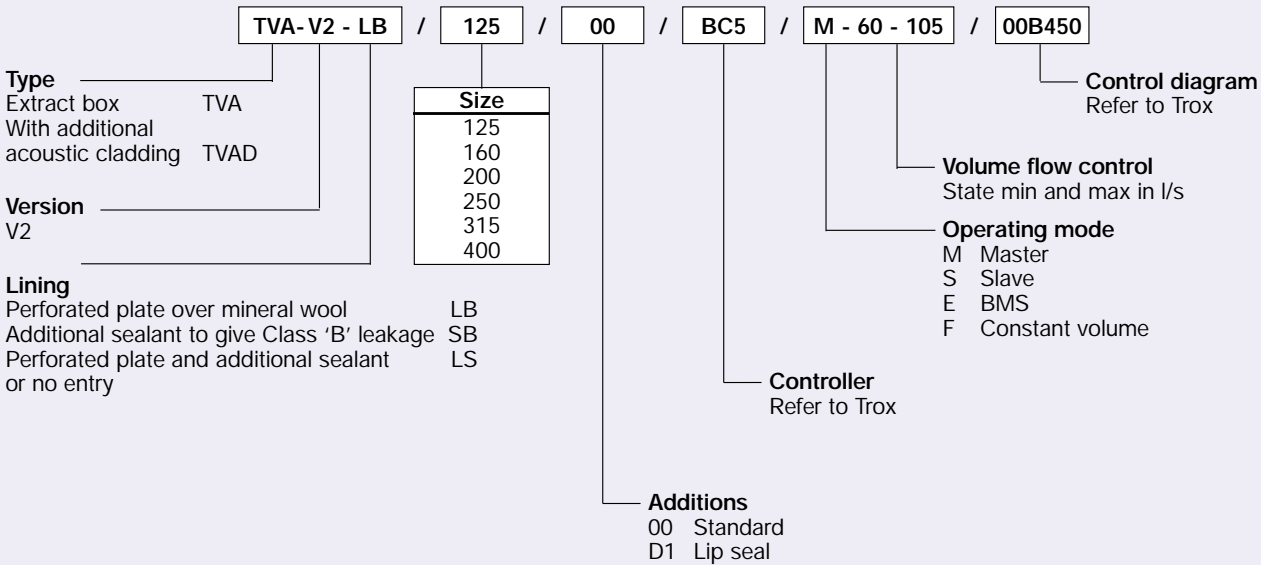 TVA- V2 - LB / 125 / 00 / BC5 / M - 60 - 105 / 00B450
Type
Extract box TVA
With additional
acoustic cladding TVAD
Version
V2
Lining
Perforated plate over mineral wool LB
Additional sealant to give Class ‘B’ leakage SB
Perforated plate and additional sealant LS
or no entry
Size
125
160
200
250
315
400
Additions
00 Standard
D1 Lip seal
Controller
Refer to Trox
Operating mode
M Master
S Slave
E BMS
F Constant volume
Volume flow control
State min and max in l/s
Control diagram
Refer to Trox